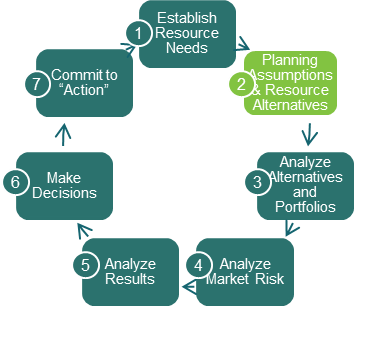 1
Establish
Resource
Needs
2
Planning
Assumptions
& Resource
Alternatives
3
Analyze
Alternatives
and
Portfolios
4
Analyze
Market Risk
5
Analyze
Results
6
Make
Decisions
7
Commit to
“Action”